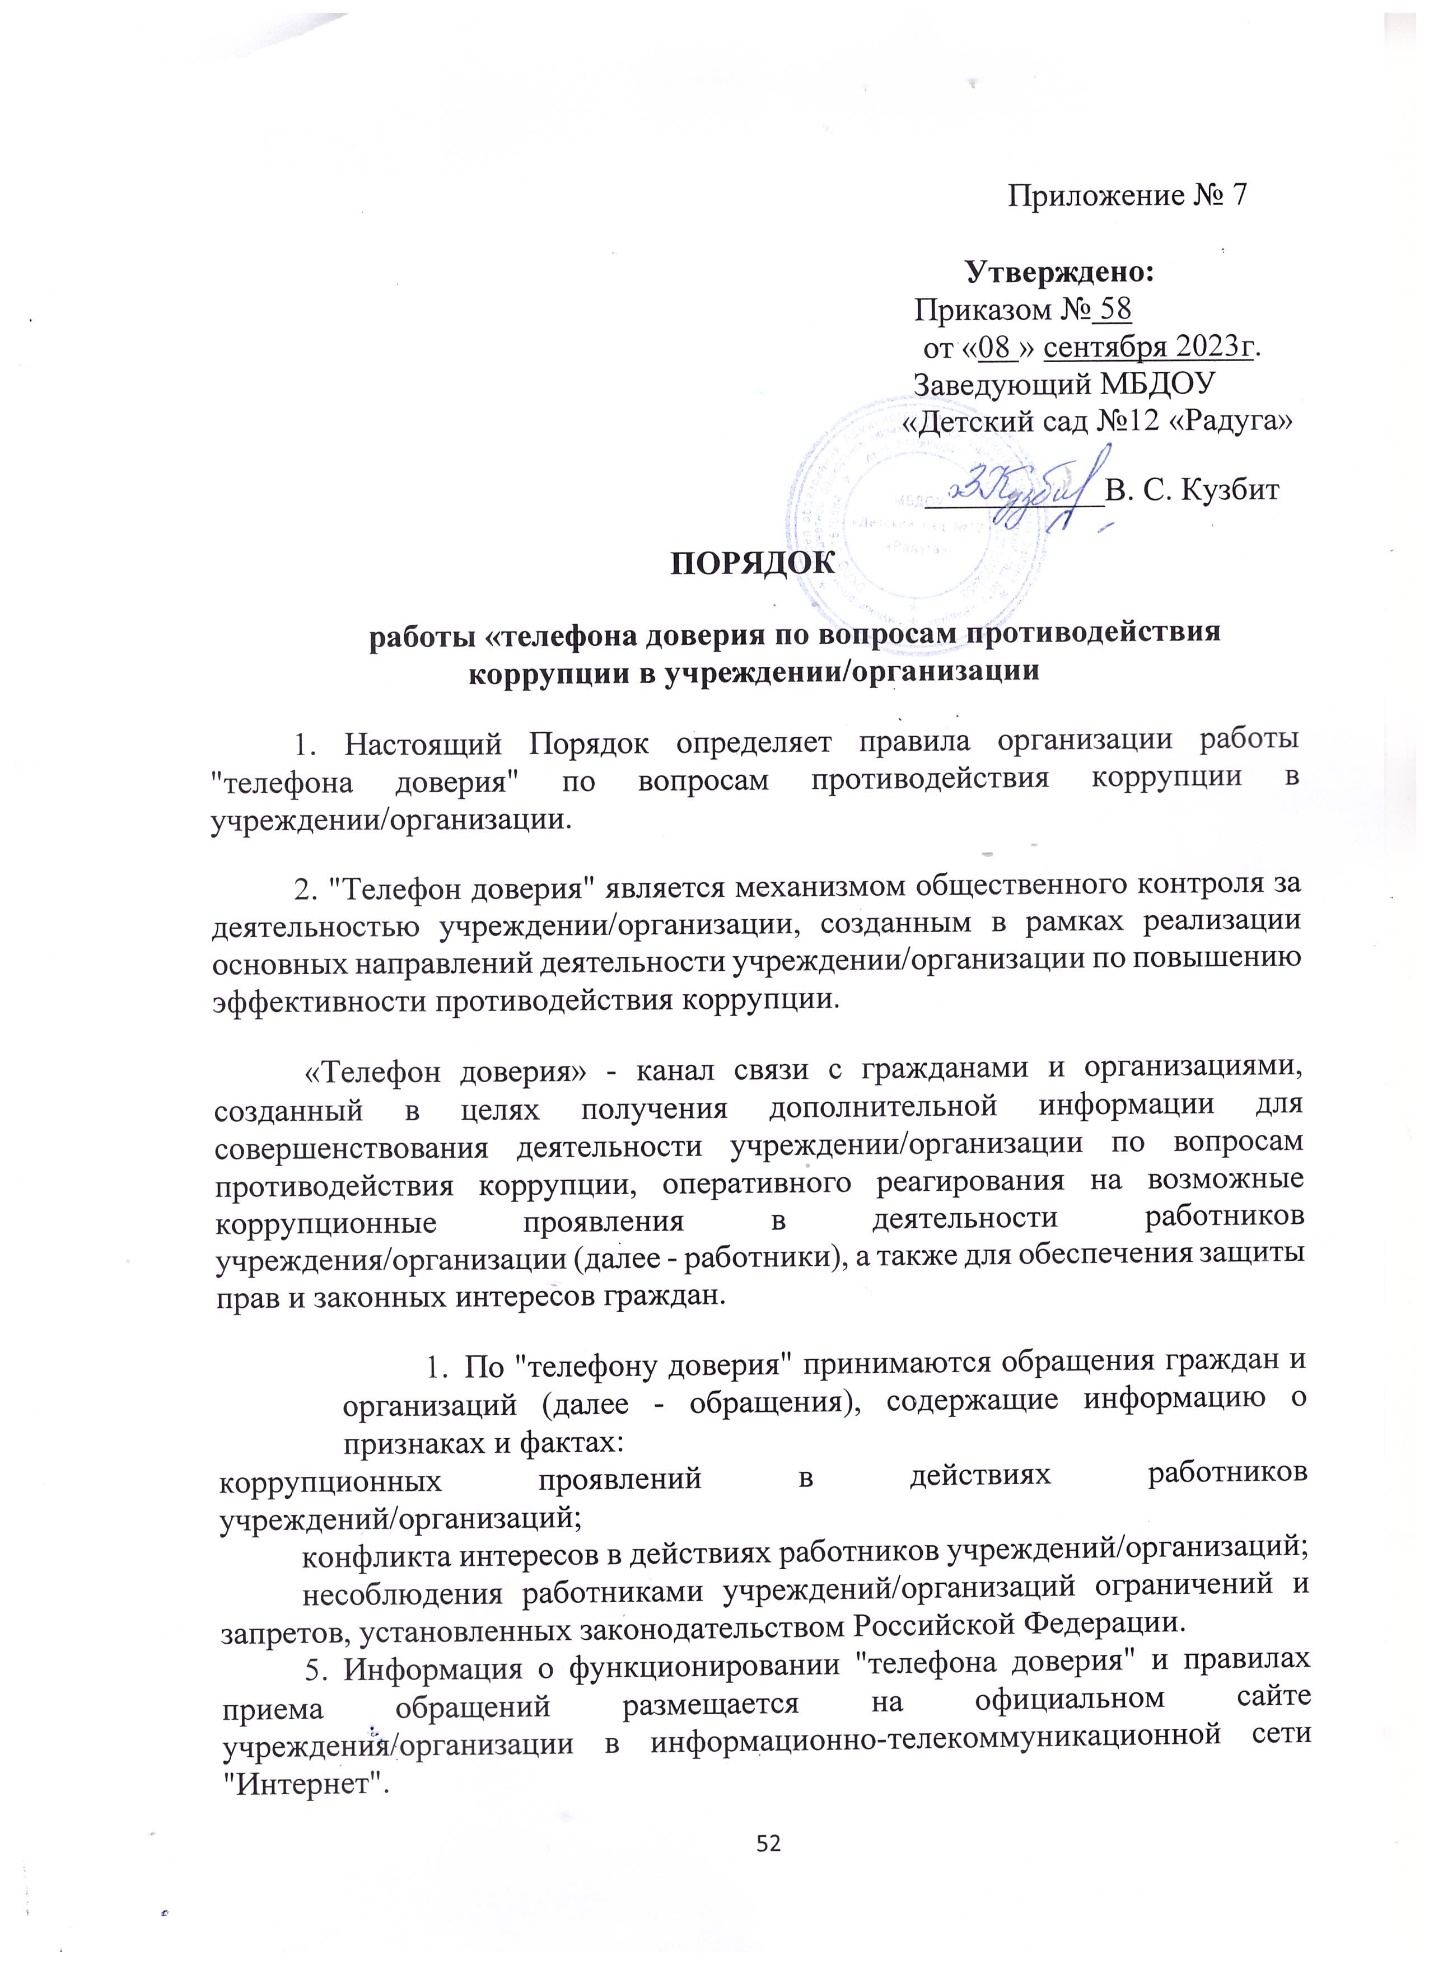 Приложение № 7
Утверждено:
Приказом № 58
от «08 » сентября 2023г.
Заведующий МБДОУ
«Детский сад №12 «Радуга»
В. С. Кузбит
МБДОУ
«Детский сад №12
«Радуга»
ПОРЯДОК
работы «телефона доверия по вопросам противодействия
коррупции в учреждении/организации
1. Настоящий Порядок определяет правила организации работы
"телефона доверия" по вопросам противодействия коррупции в
учреждении/организации.
2. "Телефон доверия" является механизмом общественного контроля за
деятельностью учреждении/организации, созданным в рамках реализации
основных направлений деятельности учреждении/организации по повышению
эффективности противодействия коррупции.
«Телефон доверия» - канал связи с гражданами и организациями,
созданный в целях получения дополнительной информации для
совершенствования деятельности учреждении/организации по вопросам
противодействия коррупции, оперативного реагирования на возможные
коррупционные проявления в деятельности работников
учреждения/организации (далее - работники), а также для обеспечения защиты
прав и законных интересов граждан.
1. По "телефону доверия" принимаются обращения граждан и
организаций (далее - обращения), содержащие информацию о
признаках и фактах:
коррупционных проявлений в действиях работников
учреждений/организаций;
конфликта интересов в действиях работников учреждений/организаций;
несоблюдения работниками учреждений/организаций ограничений и
запретов, установленных законодательством Российской Федерации.
5. Информация о функционировании "телефона доверия" и правилах
приема обращений размещается на официальном сайте
учреждения/организации в информационно-телекоммуникационной сети
"Интернет".
52